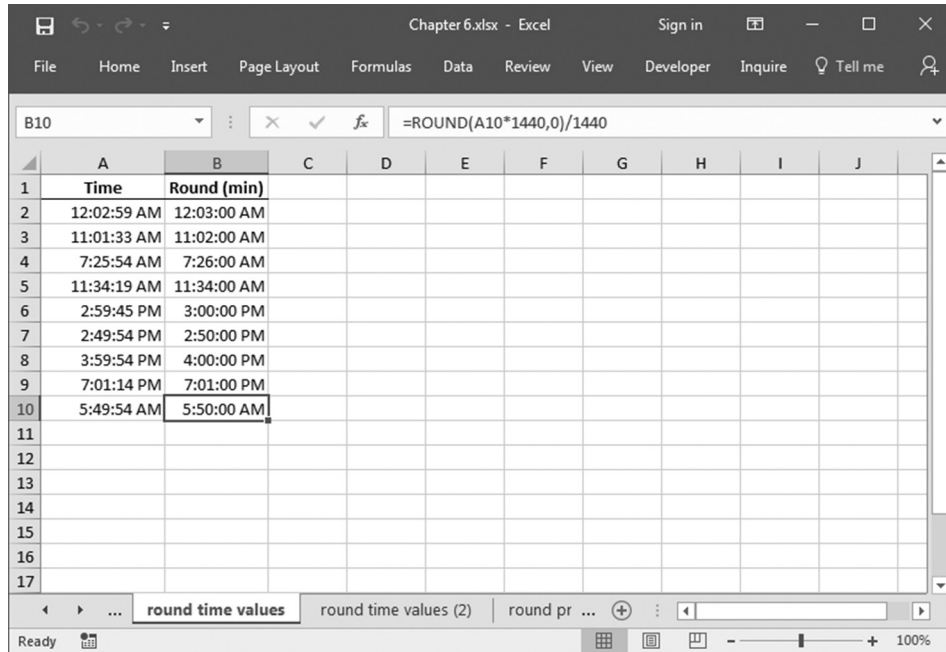 Chapter 6.xlsx - Excel
Sign in
File Home Insert Page Layout Formulas Data Review View Developer Inquire Tell me
B10 fx =ROUND(A10*1440,0)/1440
A B C D E F G H I J
1 Time Round (min)
2 12:02:59 AM 12:03:00 AM
3 11:01:33 AM 11:02:00 AM
4 7:25:54 AM 7:26:00 AM
5 11:34:19 AM 11:34:00 AM
6 2:59:45 PM 3:00:00 PM
7 2:49:54 PM 2:50:00 PM
8 3:59:54 PM 4:00:00 PM
9 7:01:14 PM 7:01:00 PM
10 5:49:54 AM 5:50:00 AM
11
12
13
14
15
16
17
... round time values round time values (2) round pr ...
Ready 100%